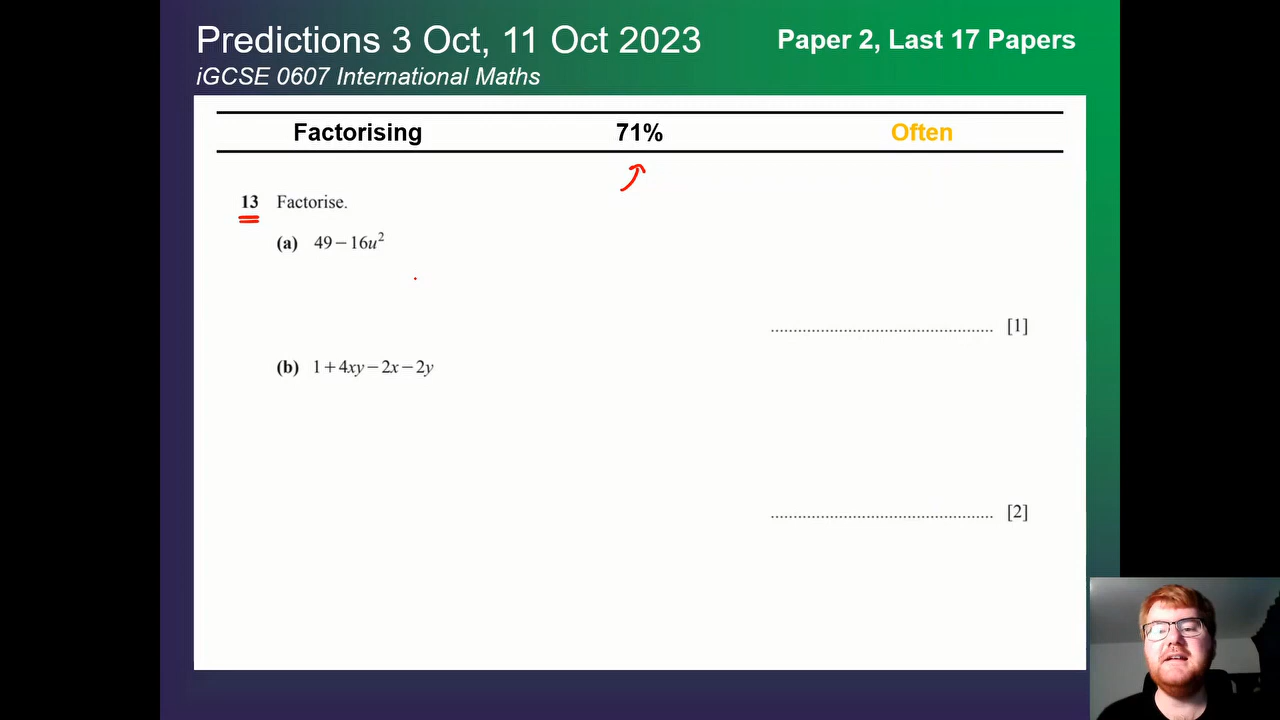 Predictions 3 Oct, 11 Oct 2023
Paper 2, Last 17 Papers
iGCSE 0607 International Maths
Factorising 71% Often
13 Factorise.
(a) 49 − 16u²
.................................................. [1]
(b) 1 + 4xy − 2x − 2y
.................................................. [2]